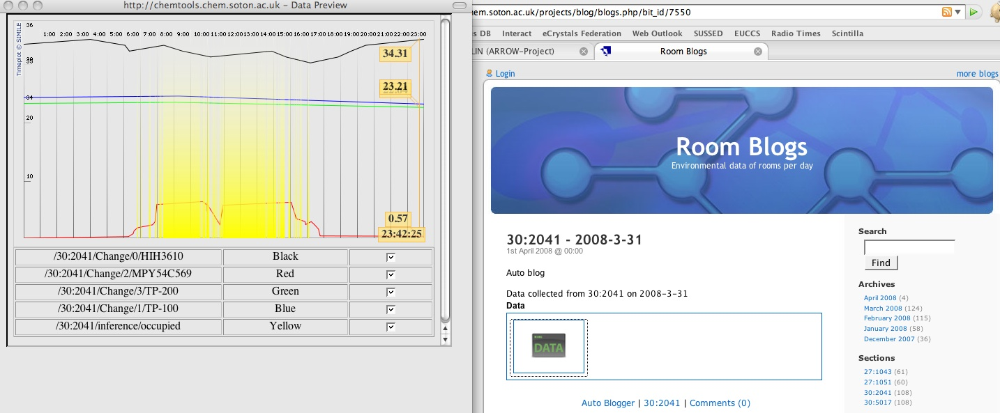 http://chemtools.chem.soton.ac.uk - Data Preview
Timeplot © SIMILE
36
1:00 2:00 3:00 4:00 5:00 6:00 7:00 8:00 9:00 10:00 11:00 12:00 13:00 14:00 15:00 16:00 17:00 18:00 19:00 20:00 21:00 22:00 23:00
34.31
23.21
34
20
10
0.57
23:42:25
/30:2041/Change/0/HIH3610 Black
/30:2041/Change/2/MPY54C569 Red
/30:2041/Change/3/TP-200 Green
/30:2041/Change/1/TP-100 Blue
/30:2041/inference/occupied Yellow
hem.soton.ac.uk/projects/blog/blogs.php/bit_id/7550
s DB Interact eCrystals Federation Web Outlook SUSSED EUCCS Radio Times Scintilla
LIN (ARROW-Project) Room Blogs
Login more blogs
Room Blogs
Environmental data of rooms per day
30:2041 - 2008-3-31
1st April 2008 @ 00:00
Auto blog
Data collected from 30:2041 on 2008-3-31
Data
DATA
Auto Blogger | 30:2041 | Comments (0)
Search
Find
Archives
April 2008 (4)
March 2008 (124)
February 2008 (115)
January 2008 (58)
December 2007 (36)
Sections
27:1043 (61)
27:1051 (60)
30:2041 (108)
30:5017 (108)